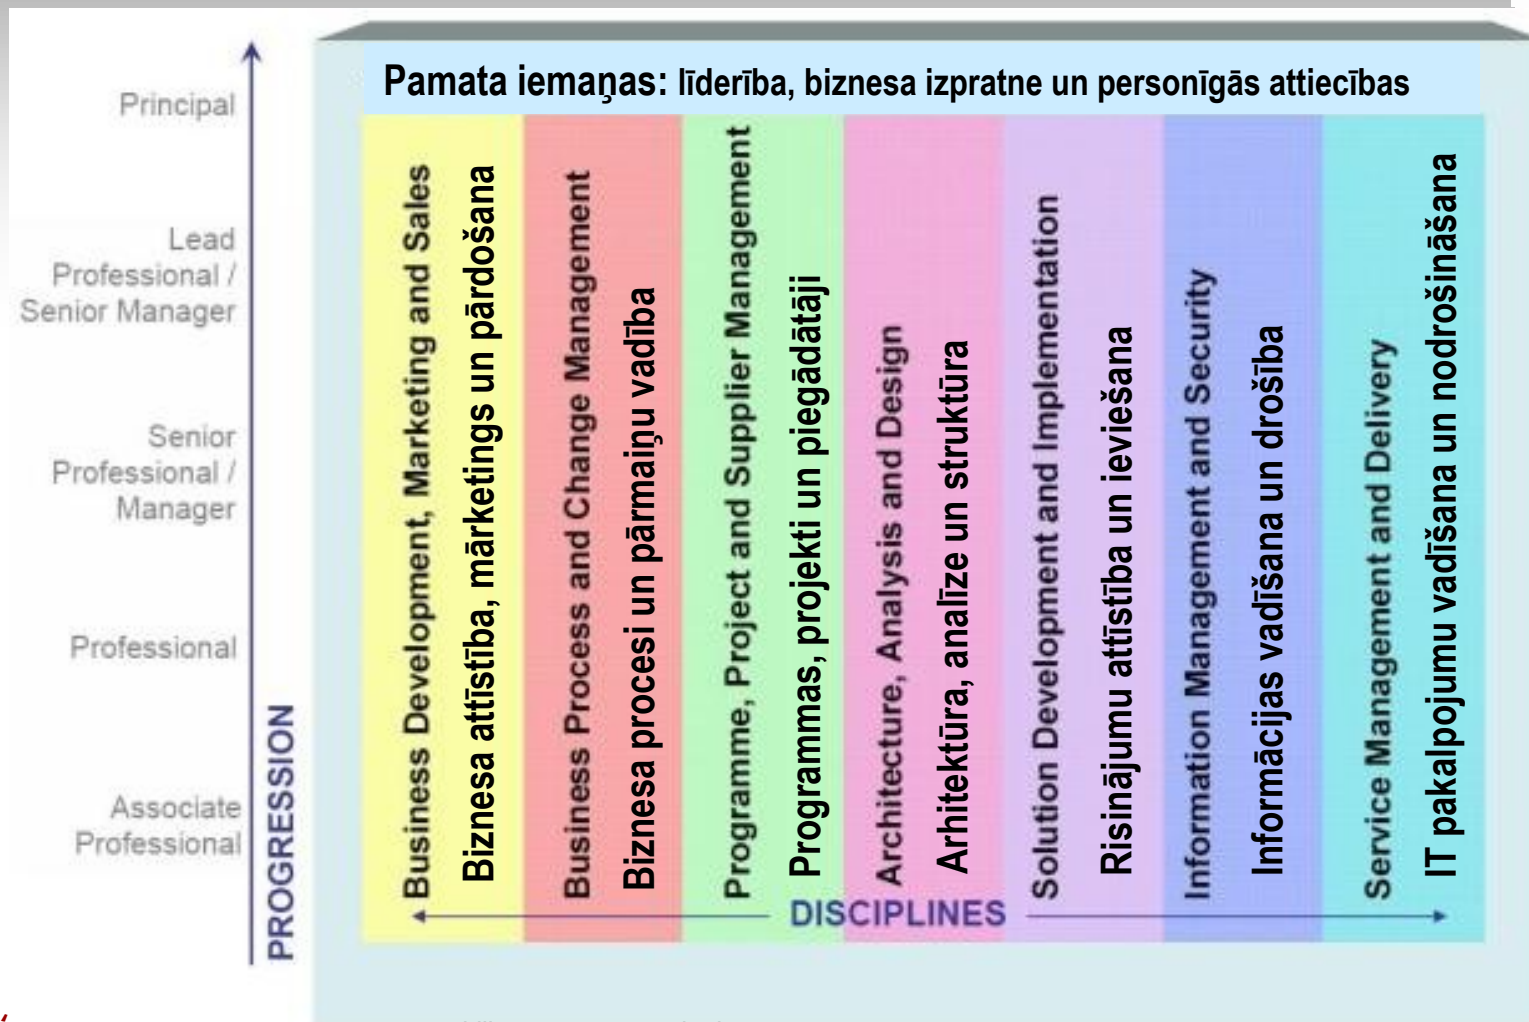 Pamata iemaņas: līderība, biznesa izpratne un personīgās attiecības
Principal
Lead
Professional /
Senior Manager
Senior
Professional /
Manager
Professional
Associate
Professional
PROGRESSION
Business Development, Marketing and Sales
Biznesa attīstība, mārketings un pārdošana
Business Process and Change Management
Biznesa procesi un pārmaiņu vadība
Programme, Project and Supplier Management
Programmas, projekti un piegādātāji
Architecture, Analysis and Design
Arhitektūra, analīze un struktūra
Solution Development and Implementation
Risinājumu attīstība un ieviešana
Information Management and Security
Informācijas vadīšana un drošība
Service Management and Delivery
IT pakalpojumu vadīšana un nodrošināšana
DISCIPLINES